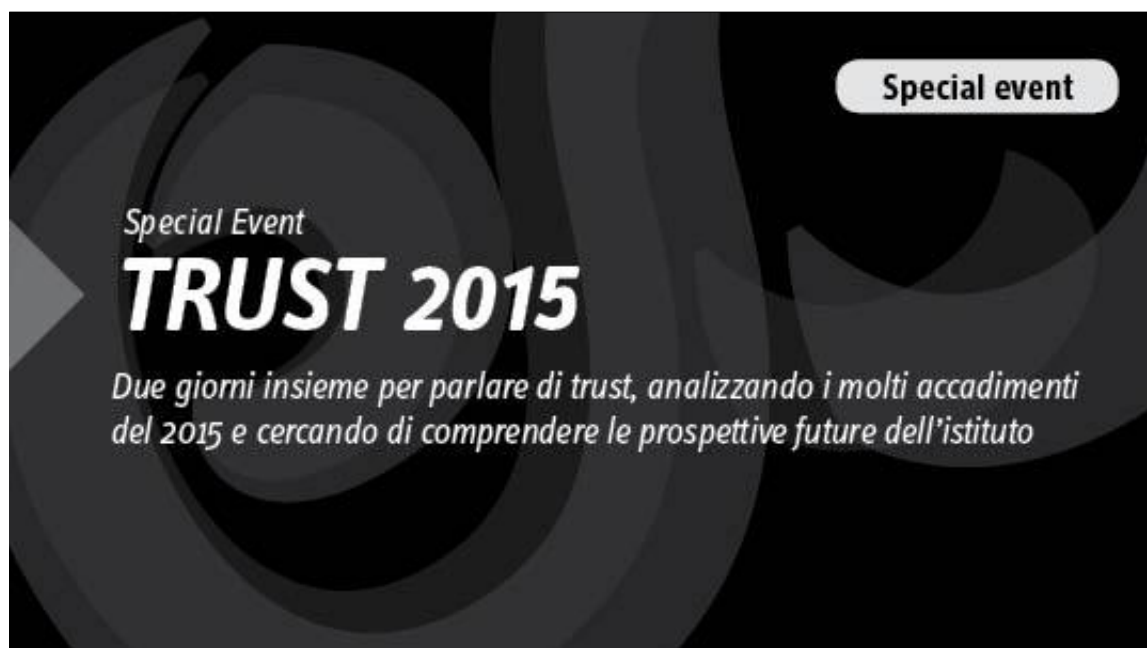 Special event
Special Event
TRUST 2015
Due giorni insieme per parlare di trust, analizzando i molti accadimenti
del 2015 e cercando di comprendere le prospettive future dell'istituto